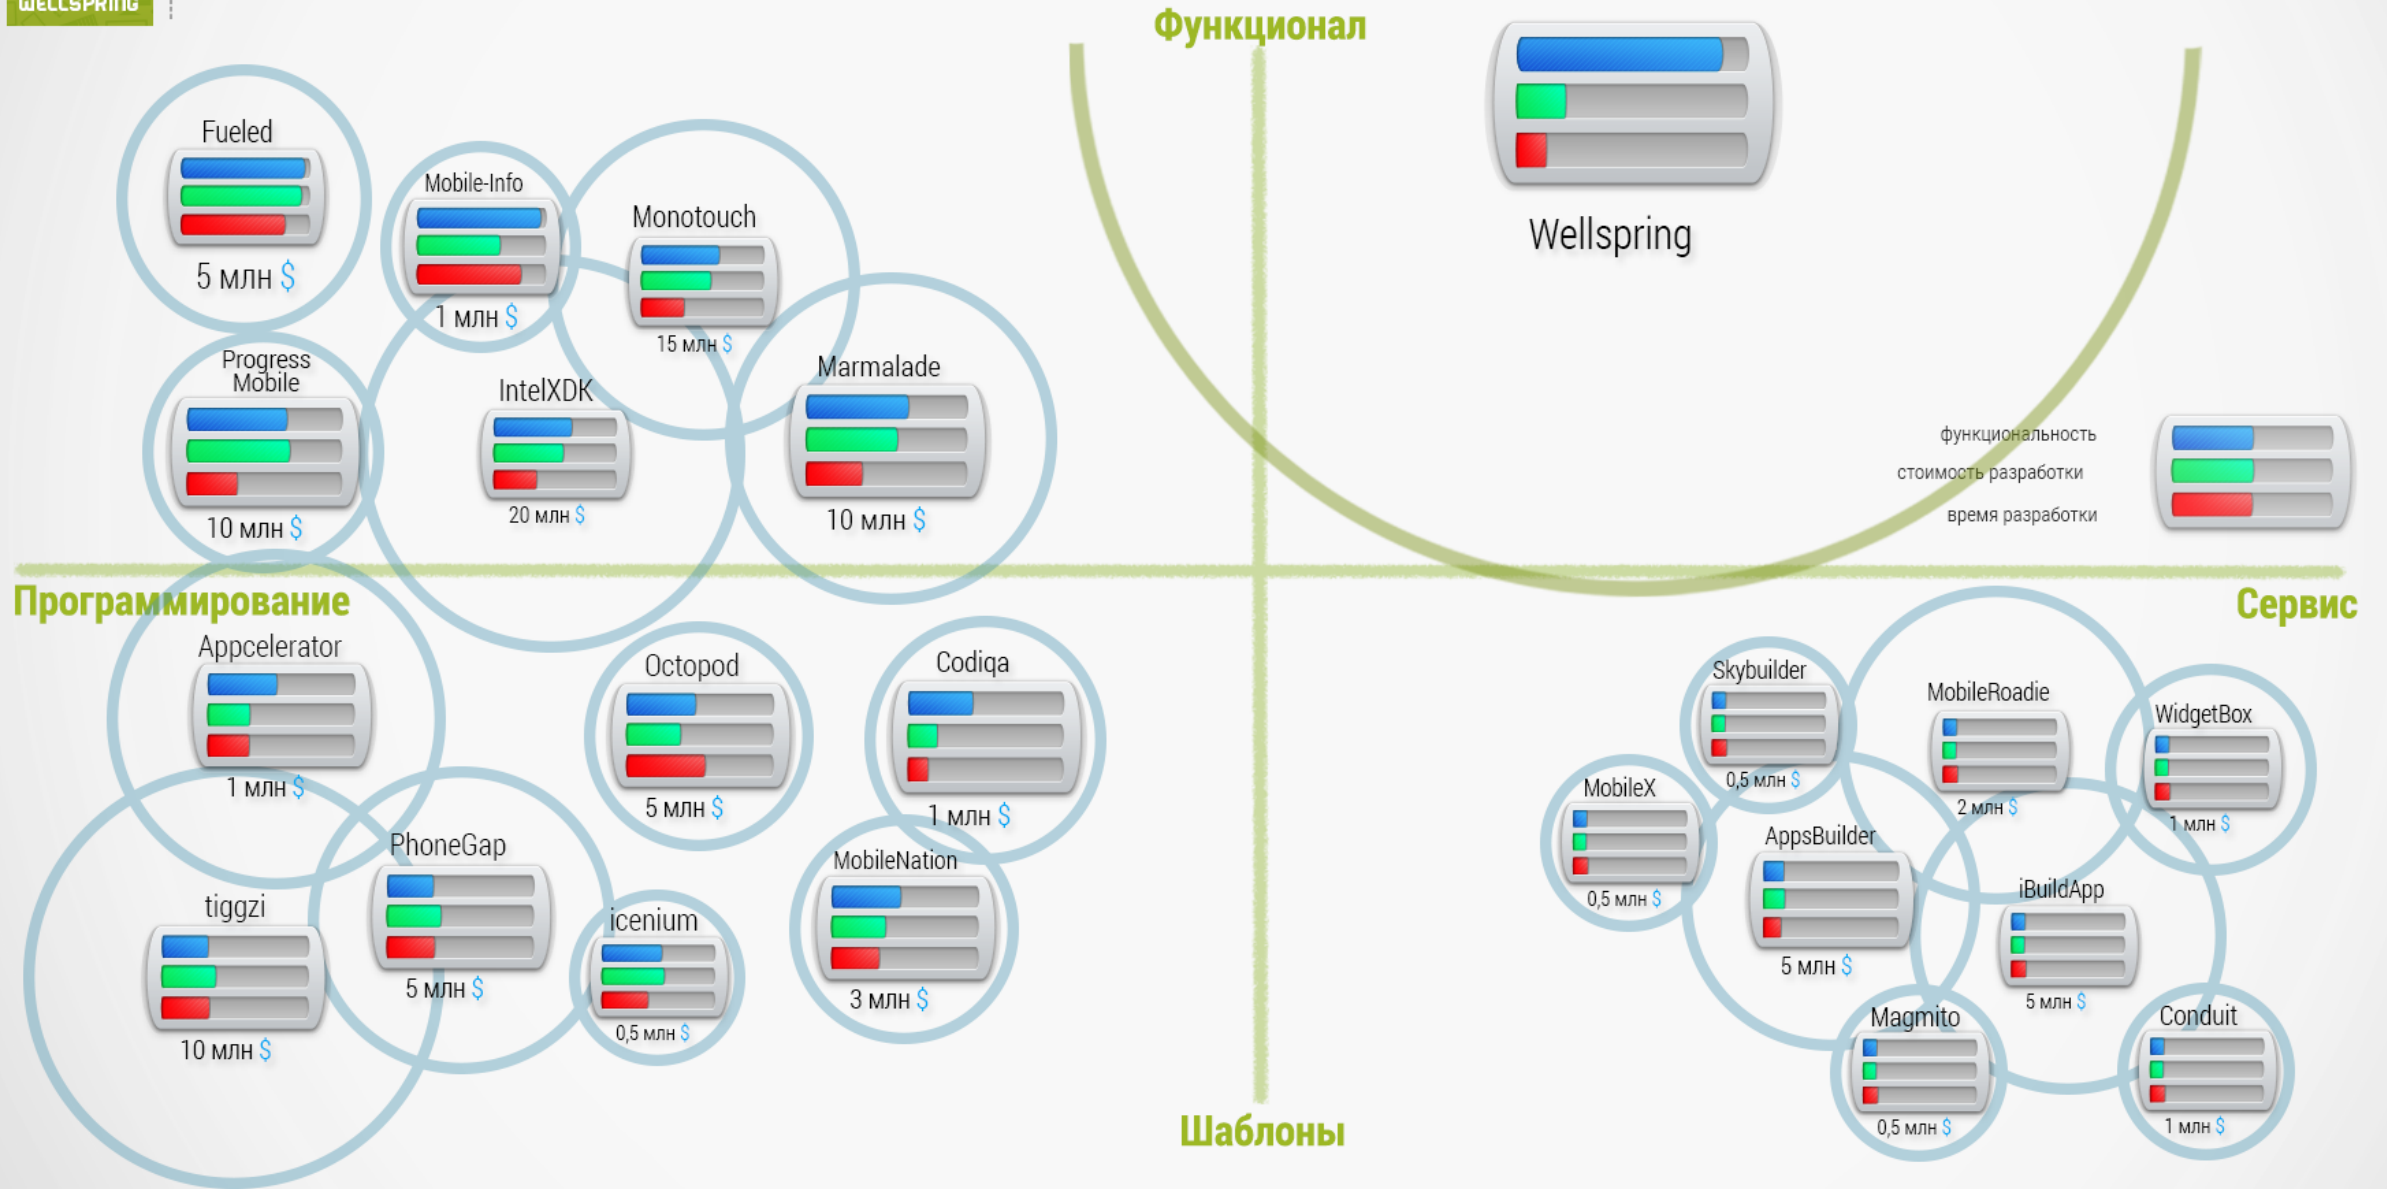 WELLSPRING
Функционал
Fueled
5 млн $
Mobile-Info
1 млн $
Monotouch
15 млн $
Progress
Mobile
10 млн $
IntelXDK
20 млн $
Marmalade
10 млн $
Wellspring
функциональность
стоимость разработки
время разработки
Программирование
Сервис
Appcelerator
1 млн $
Octopod
5 млн $
Codiqa
1 млн $
tiggzi
10 млн $
PhoneGap
5 млн $
icenium
0,5 млн $
MobileNation
3 млн $
Skybuilder
0,5 млн $
MobileRoadie
2 млн $
WidgetBox
1 млн $
MobileX
0,5 млн $
AppsBuilder
5 млн $
iBuildApp
5 млн $
Magmito
0,5 млн $
Conduit
1 млн $
Шаблоны